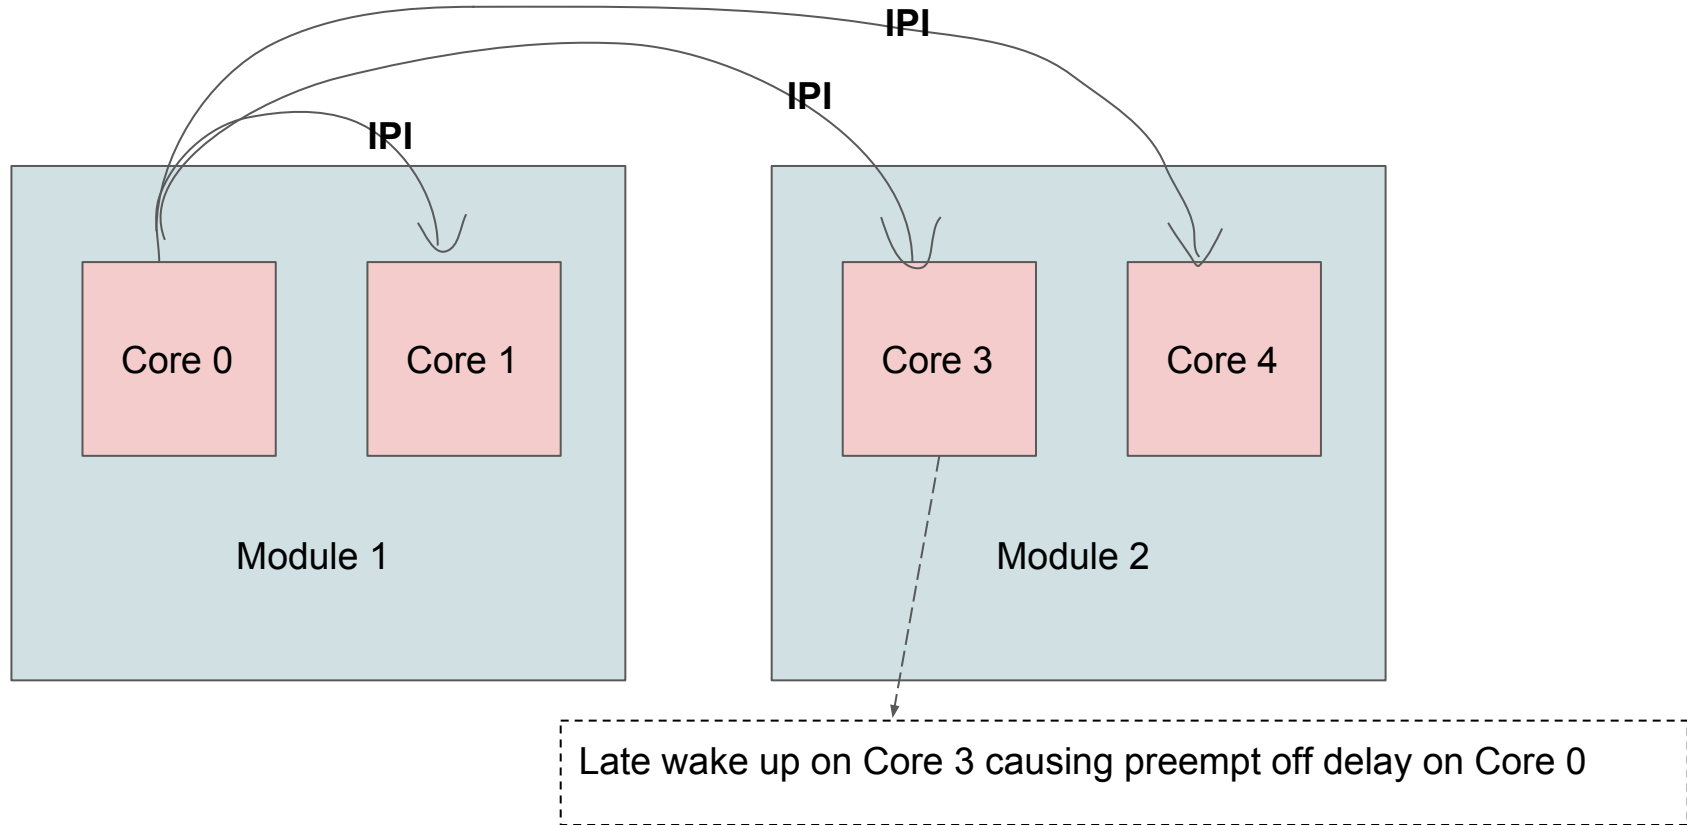 IPI
IPI
IPI
Core 0
Core 1
Core 3
Core 4
Module 1
Module 2
Late wake up on Core 3 causing preempt off delay on Core 0